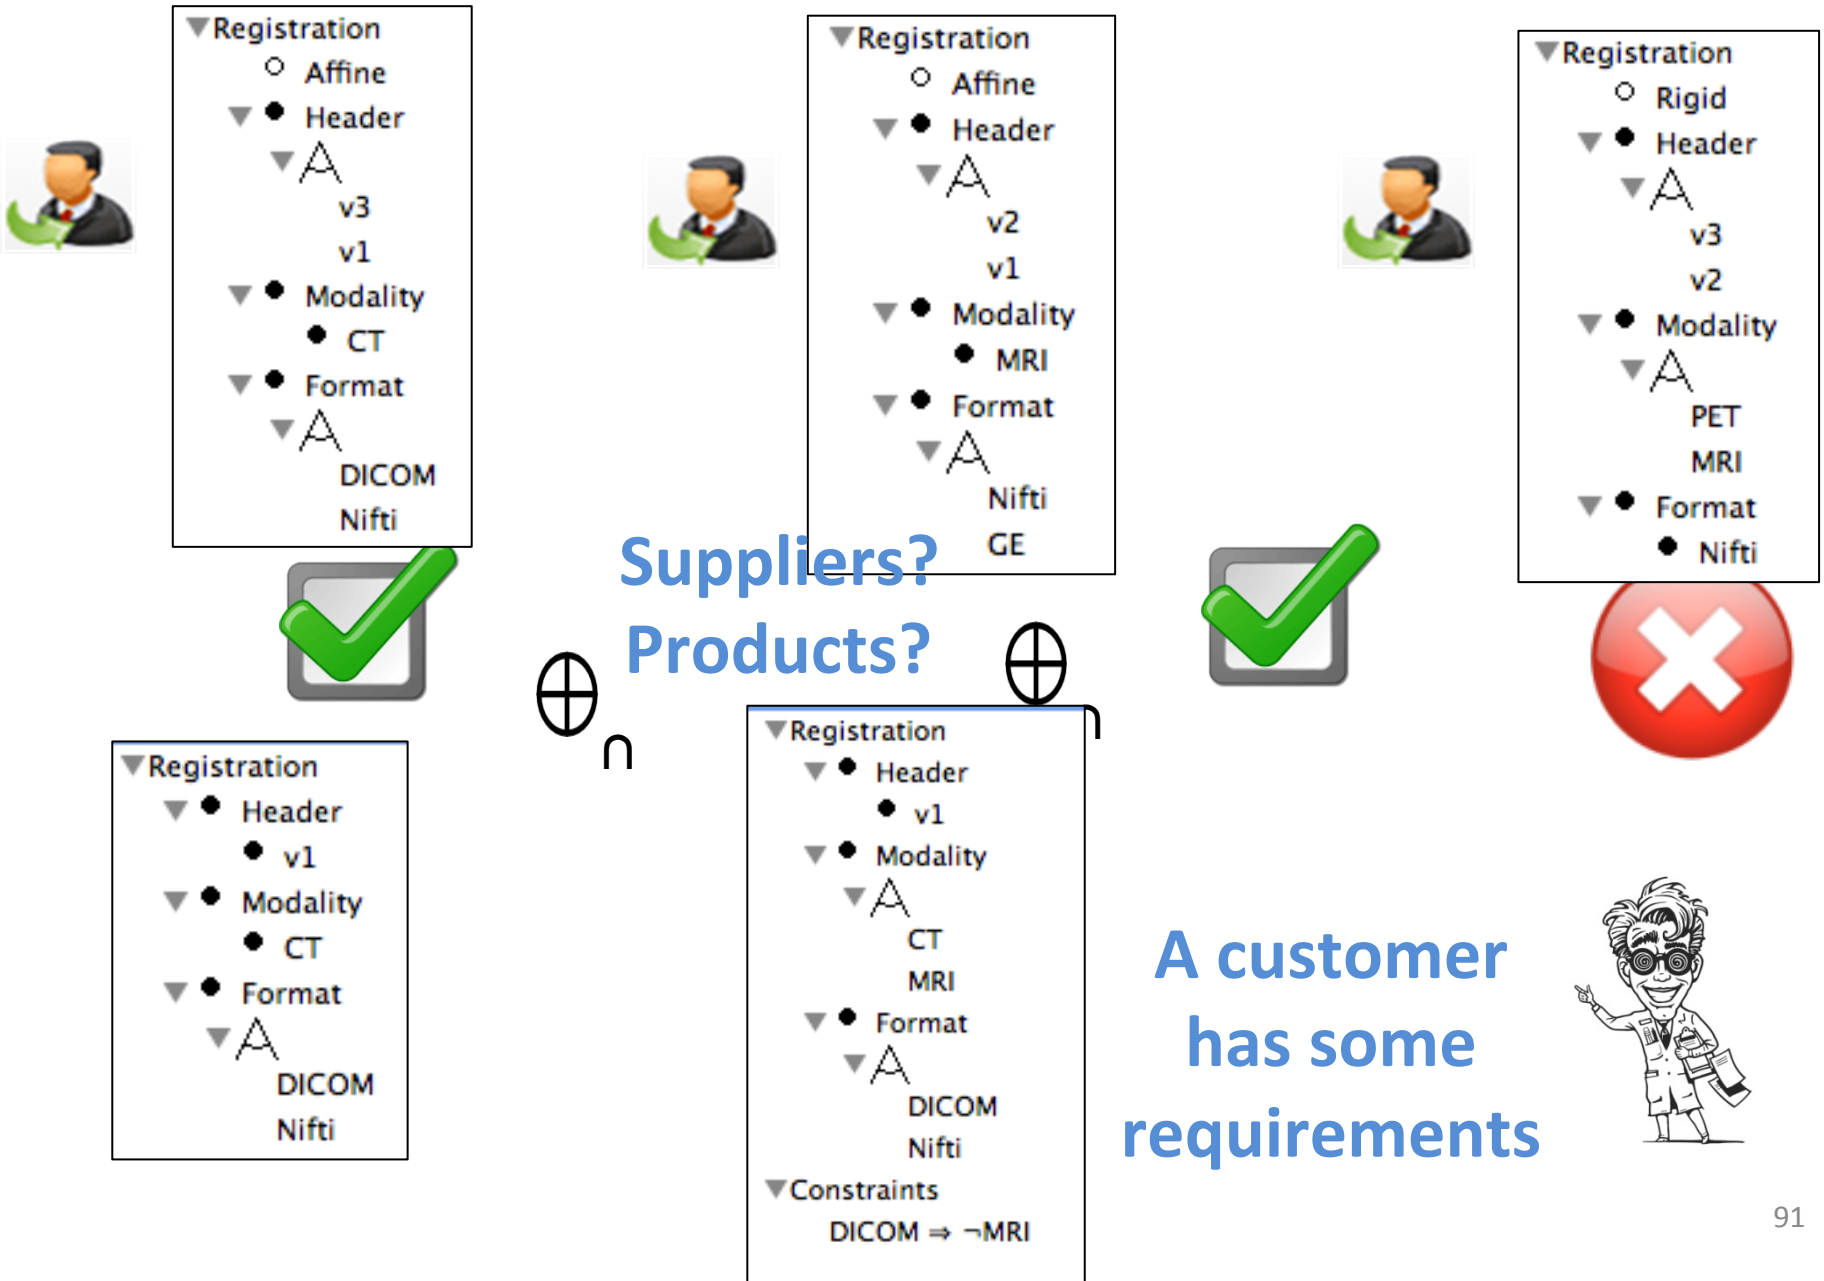 Registration
Affine
Header
v3
v1
Modality
CT
Format
DICOM
Nifti
Registration
Affine
Header
v2
v1
Modality
MRI
Format
Nifti
GE
Registration
Rigid
Header
v3
v2
Modality
PET
MRI
Format
Nifti
Suppliers?
Products?
⊕∩
⊕∩
Registration
Header
v1
Modality
CT
Format
DICOM
Nifti
Registration
Header
v1
Modality
CT
MRI
Format
DICOM
Nifti
Constraints
DICOM ⇒ ¬MRI
A customer
has some
requirements
91